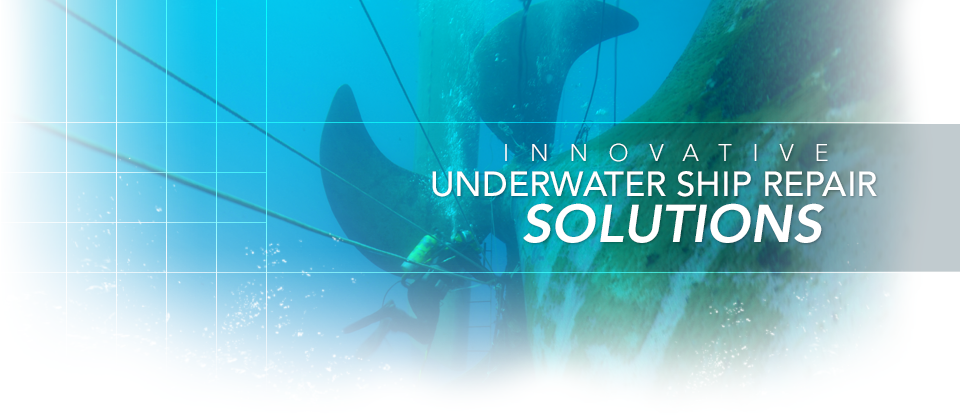 INNOVATIVE
UNDERWATER SHIP REPAIR
SOLUTIONS